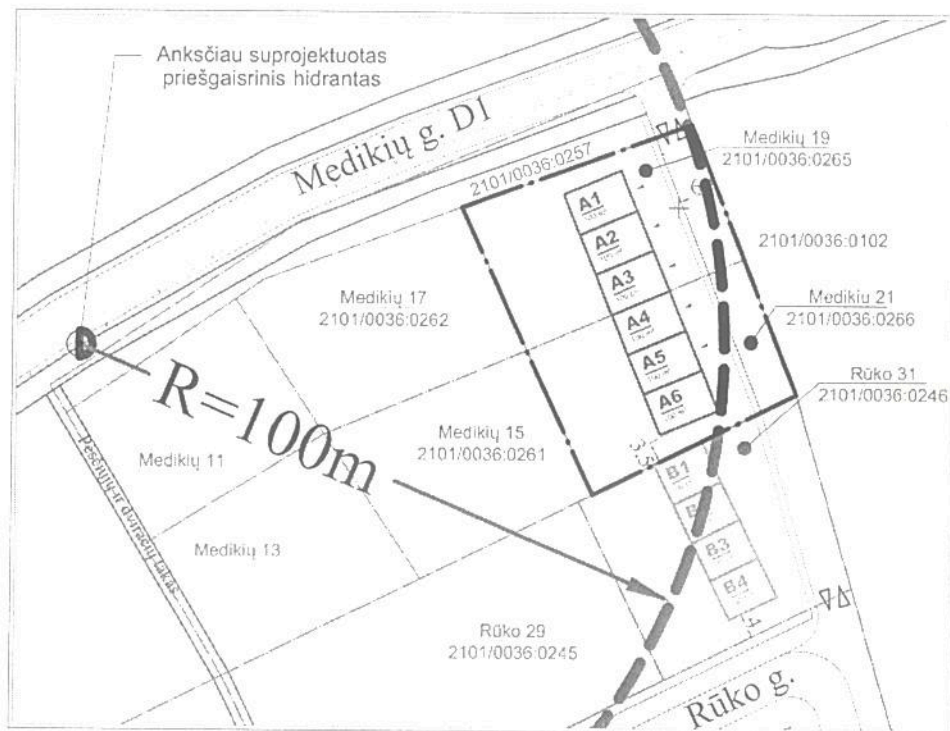 Anksčiau suprojektuotas
priešgaisrinis hidrantas
Medikių g. D1
2101/0036:0257
Medikių 19
2101/0036:0265
A1
A2
A3
A4
A5
A6
2101/0036:0102
Medikių 17
2101/0036:0262
Medikių 21
2101/0036:0266
Rūko 31
2101/0036:0246
R=100m
Medikių 15
2101/0036:0261
Medikių 11
Medikių 13
Pėsčiųjų ir dviračių takas
3.5
B1
B3
B4
4
Rūko 29
2101/0036:0245
Rūko g.